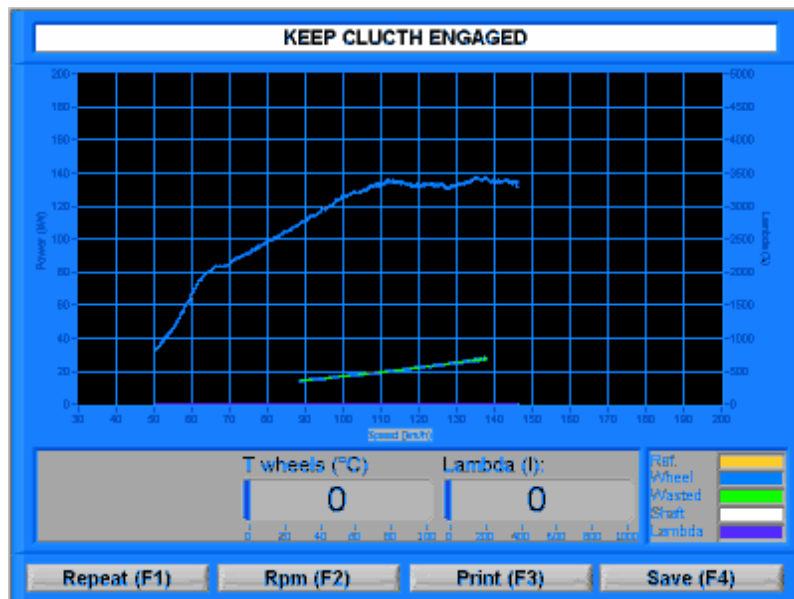 KEEP CLUCTH ENGAGED
200 5000
180 4500
160 4000
140 3500
120 3000
100 2500
80 2000
60 1500
40 1000
20 500
0 0
Power (kW)
Lambda (λ)
30 40 50 60 70 80 90 100 110 120 130 140 150 160 170 180 190 200
Speed (km/h)
T wheels (°C) Lambda (l):
0 0
0 20 40 60 80 100 0 200 400 600 800 1000
Ref.
Wheel
Wasted
Shaft
Lambda
Repeat (F1) Rpm (F2) Print (F3) Save (F4)